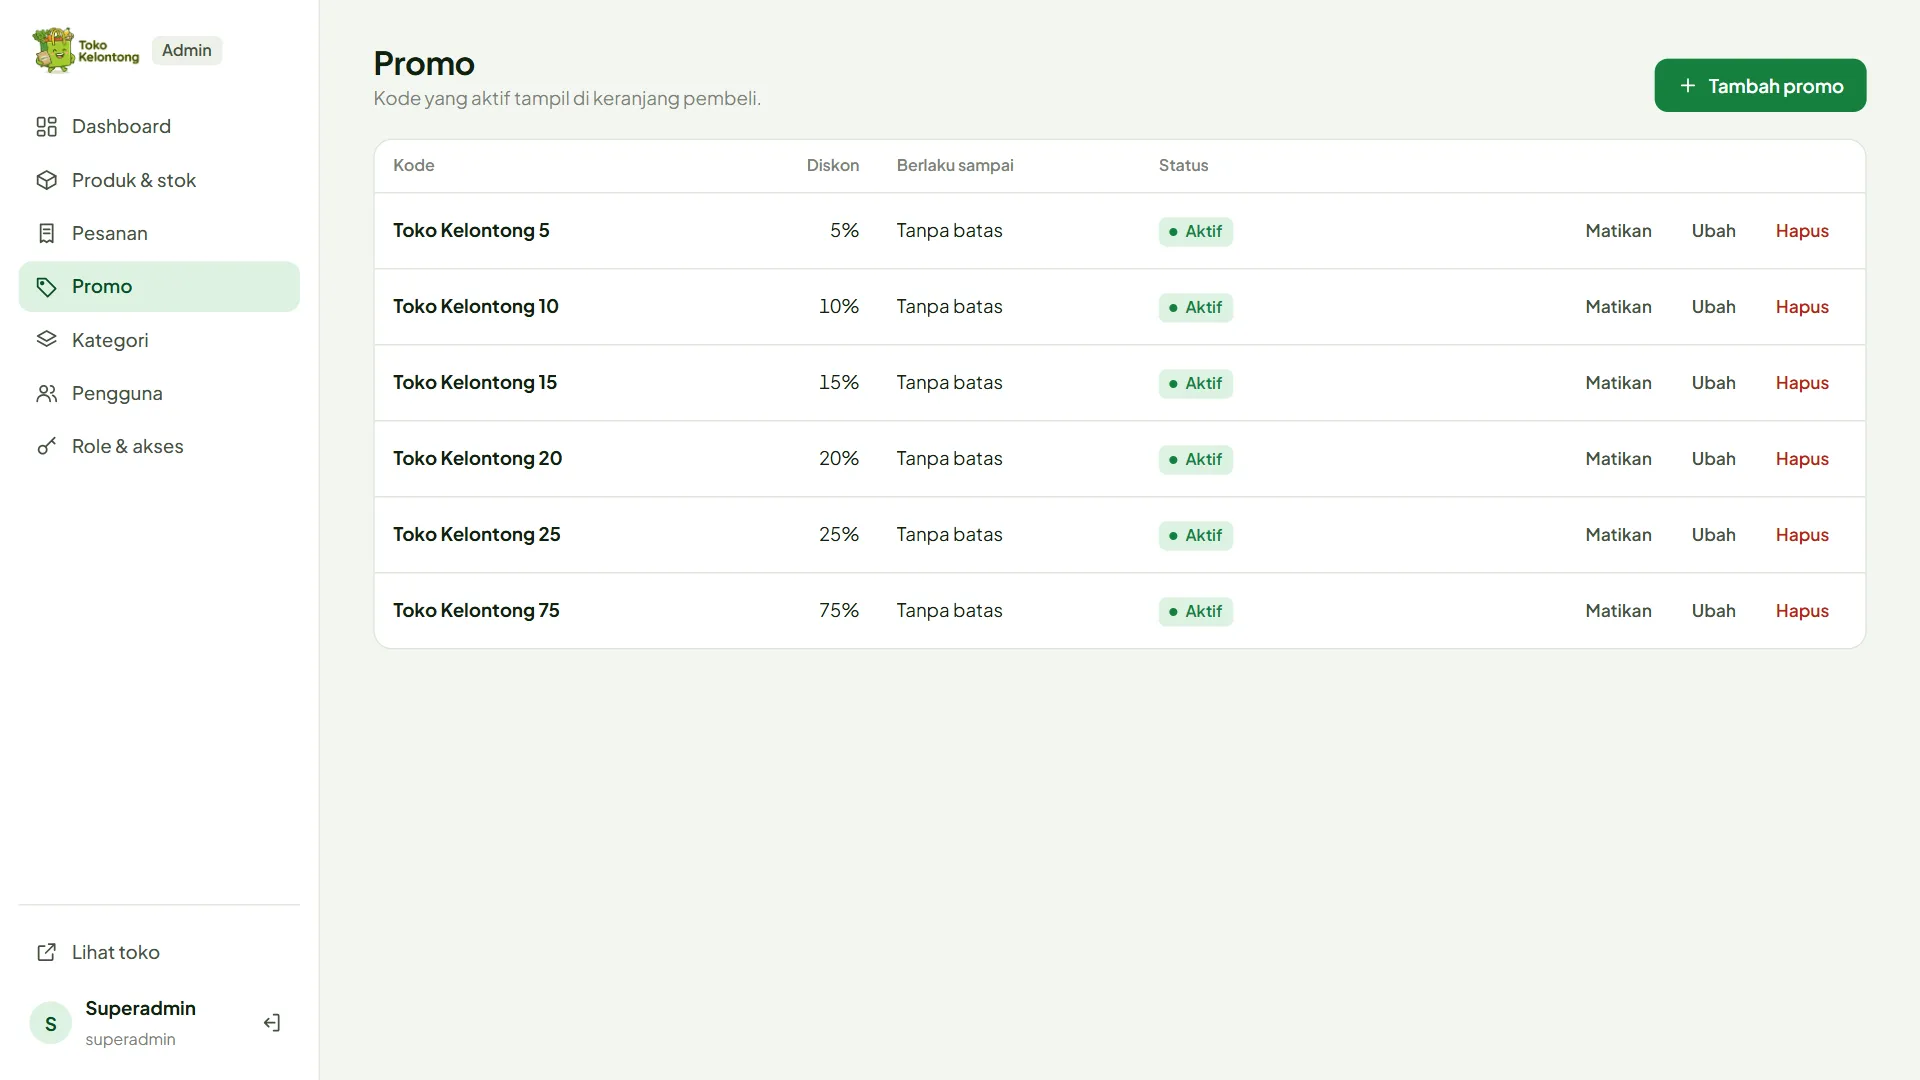 Toko
Kelontong
Admin
Dashboard
Produk & stok
Pesanan
Promo
Kategori
Pengguna
Role & akses
Lihat toko
S
Superadmin
superadmin
Promo
Kode yang aktif tampil di keranjang pembeli.
+ Tambah promo
Kode Diskon Berlaku sampai Status
Toko Kelontong 5 5% Tanpa batas Aktif Matikan Ubah Hapus
Toko Kelontong 10 10% Tanpa batas Aktif Matikan Ubah Hapus
Toko Kelontong 15 15% Tanpa batas Aktif Matikan Ubah Hapus
Toko Kelontong 20 20% Tanpa batas Aktif Matikan Ubah Hapus
Toko Kelontong 25 25% Tanpa batas Aktif Matikan Ubah Hapus
Toko Kelontong 75 75% Tanpa batas Aktif Matikan Ubah Hapus